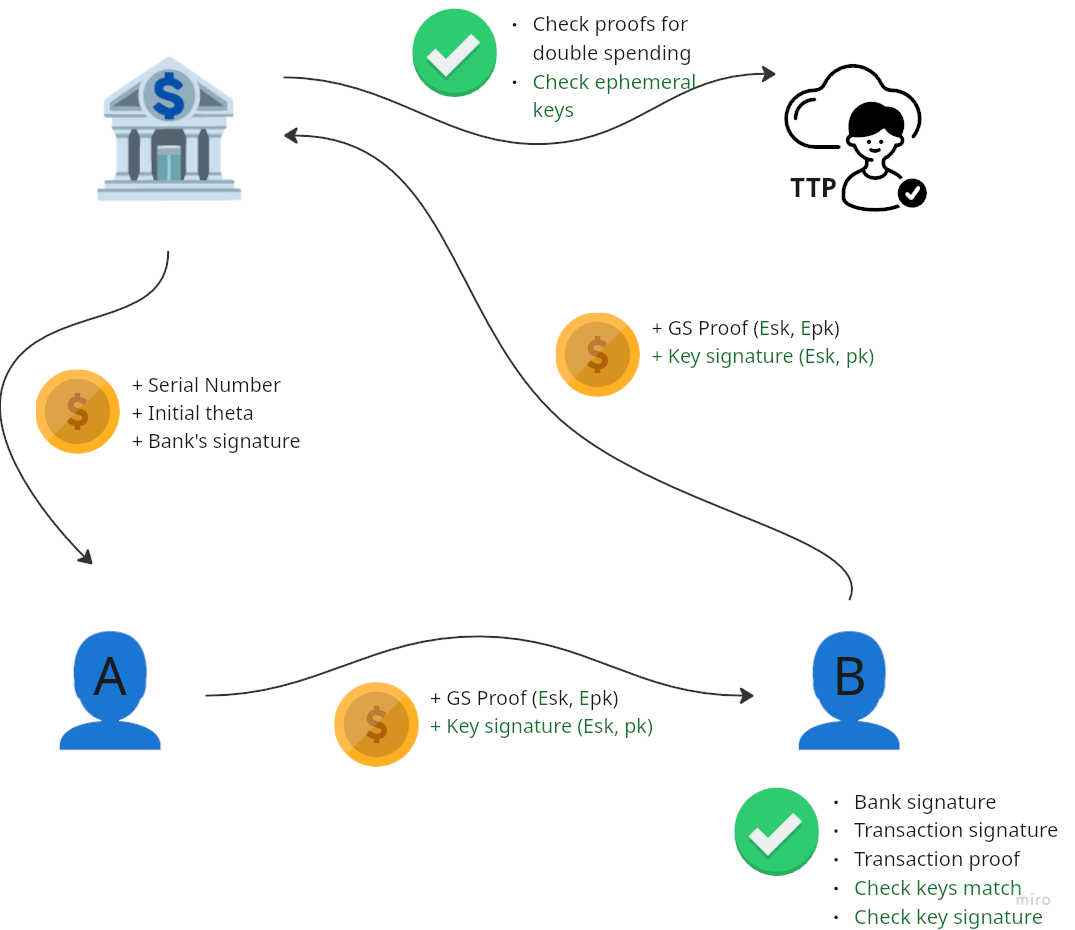 Check proofs for
double spending
Check ephemeral
keys
$
TTP
+ GS Proof (Esk, Epk)
+ Key signature (Esk, pk)
$
+ Serial Number
+ Initial theta
+ Bank's signature
$
A
B
+ GS Proof (Esk, Epk)
+ Key signature (Esk, pk)
$
Bank signature
Transaction signature
Transaction proof
Check keys match
miro
Check key signature